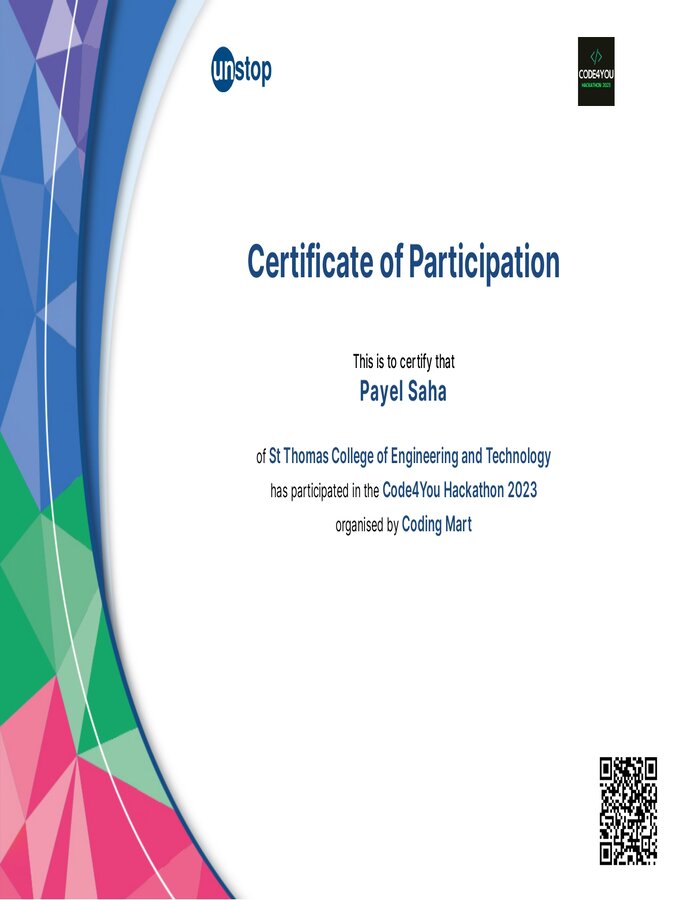 unstop
</>
CODE4YOU
HACKATHON 2023
Certificate of Participation
This is to certify that
Payel Saha
of St Thomas College of Engineering and Technology
has participated in the Code4You Hackathon 2023
organised by Coding Mart